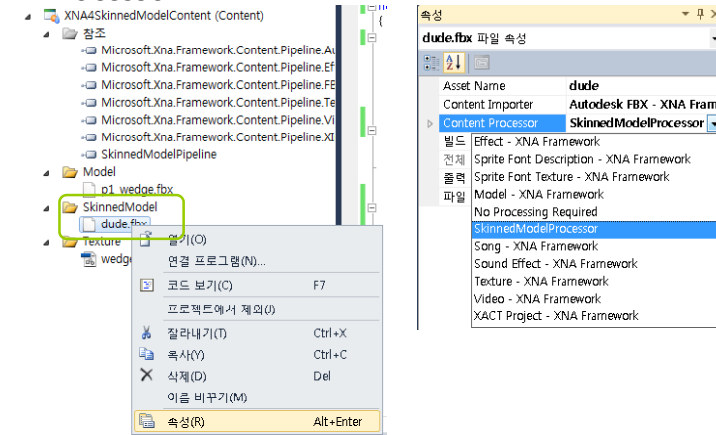 XNA4SkinnedModelContent (Content)
참조
Microsoft.Xna.Framework.Content.Pipeline.Au
Microsoft.Xna.Framework.Content.Pipeline.Ef
Microsoft.Xna.Framework.Content.Pipeline.FE
Microsoft.Xna.Framework.Content.Pipeline.Te
Microsoft.Xna.Framework.Content.Pipeline.Vi
Microsoft.Xna.Framework.Content.Pipeline.XI
SkinnedModelPipeline
Model
p1_wedge.fbx
SkinnedModel
dude.fbx
Texture
wedg
열기(O)
연결 프로그램(N)...
코드 보기(C) F7
프로젝트에서 제외(J)
잘라내기(T) Ctrl+X
복사(Y) Ctrl+C
삭제(D) Del
이름 바꾸기(M)
속성(R) Alt+Enter
{
속성
dude.fbx 파일 속성
Asset Name dude
Content Importer Autodesk FBX - XNA Fram
Content Processor SkinnedModelProcessor
빌드
전체
출력
파일
Effect - XNA Framework
Sprite Font Description - XNA Framework
Sprite Font Texture - XNA Framework
Model - XNA Framework
No Processing Required
SkinnedModelProcessor
Song - XNA Framework
Sound Effect - XNA Framework
Texture - XNA Framework
Video - XNA Framework
XACT Project - XNA Framework